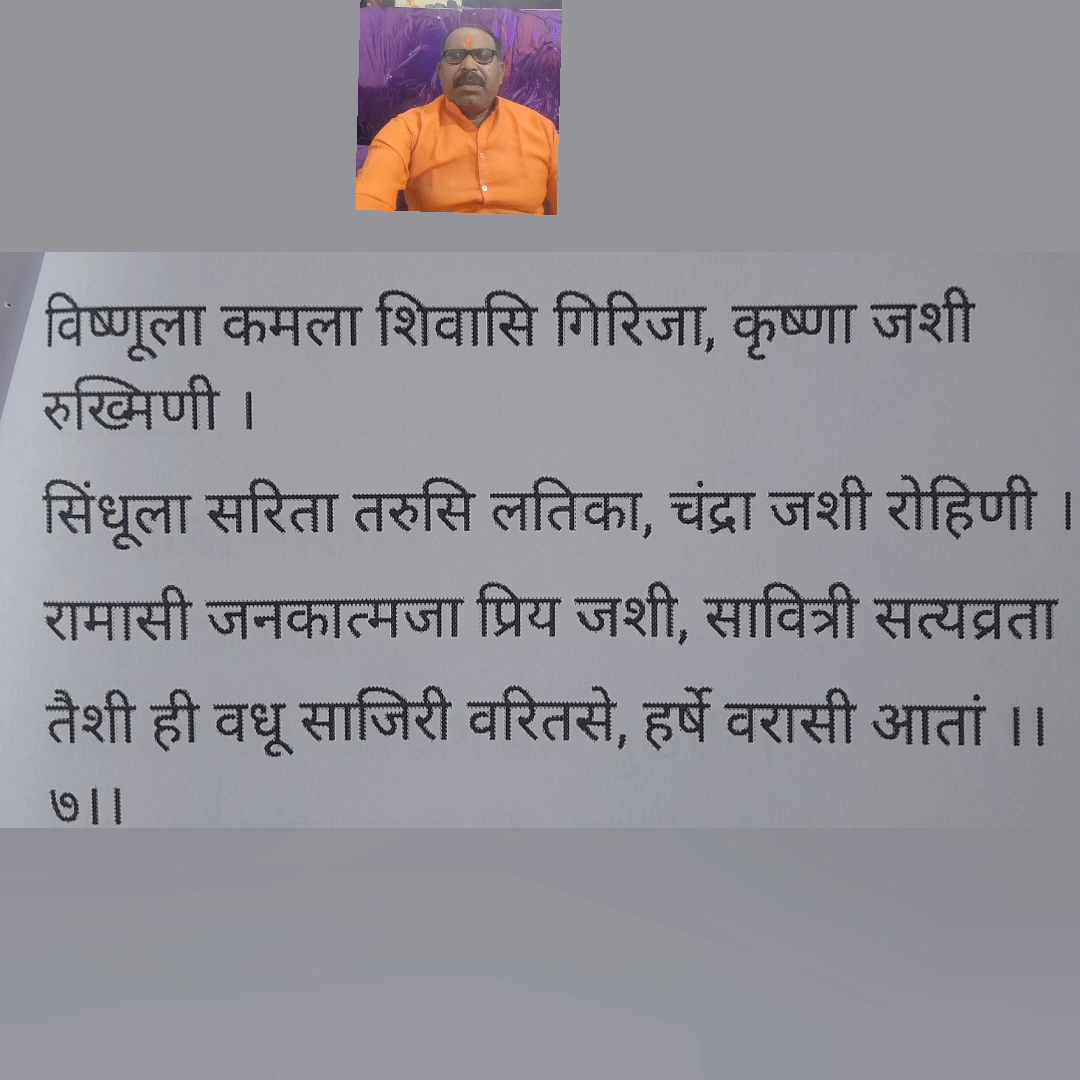 विष्णूला कमला शिवासि गिरिजा, कृष्णा जशी
रुख्मिणी ।
सिंधूला सरिता तरुसि लतिका, चंद्रा जशी रोहिणी ।
रामासी जनकात्मजा प्रिय जशी, सावित्री सत्यव्रता
तैशी ही वधू साजिरी वरितसे, हर्षे वरासी आतां ।।
७।।